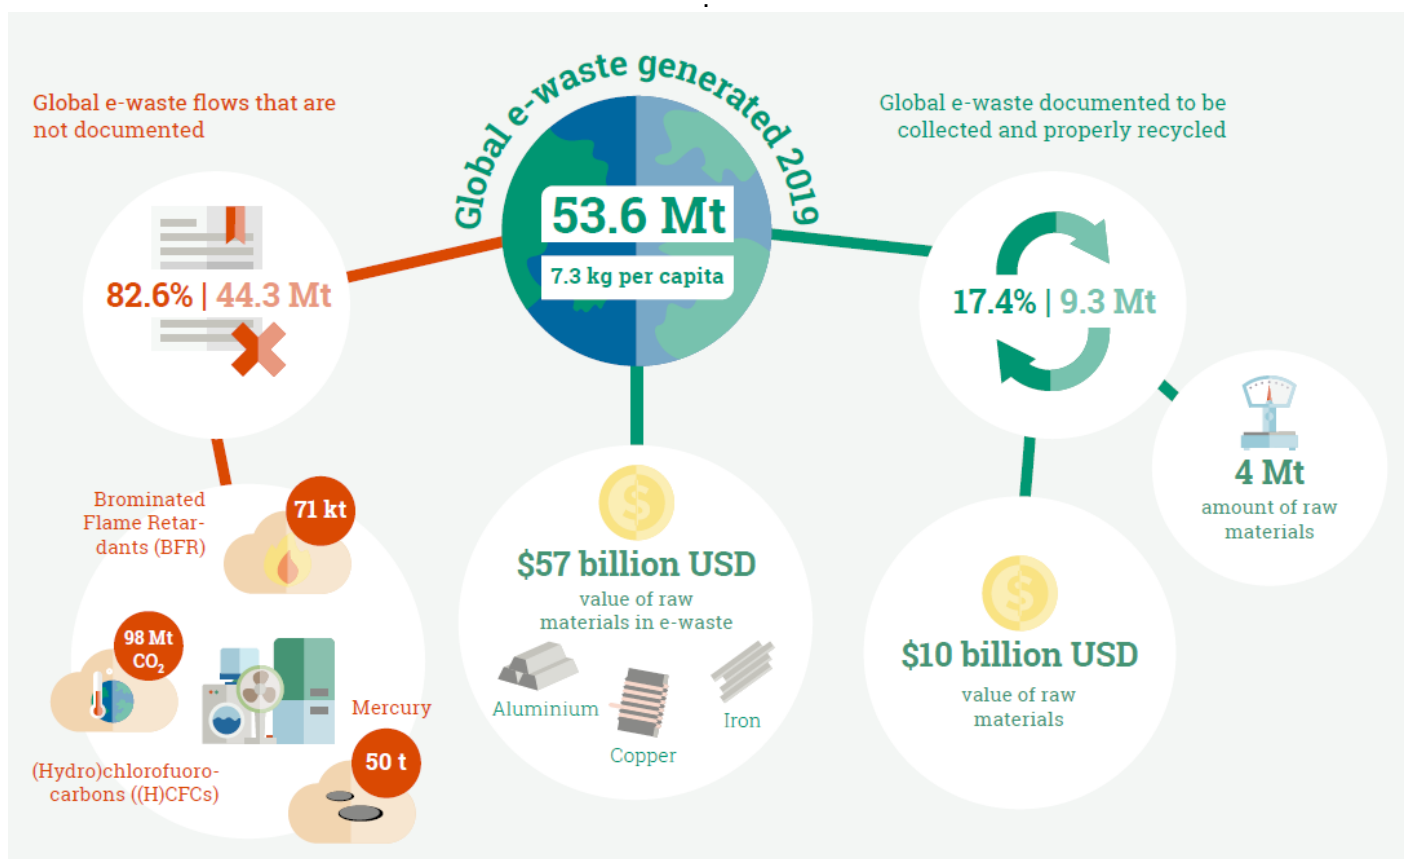 .
Global e-waste generated 2019
53.6 Mt
7.3 kg per capita
Global e-waste flows that are
not documented
82.6% | 44.3 Mt
Brominated
Flame Retar-
dants (BFR)
71 kt
98 Mt
CO₂
(Hydro)chlorofuoro-
carbons ((H)CFCs)
Mercury
50 t
$57 billion USD
value of raw
materials in e-waste
Aluminium
Copper
Iron
Global e-waste documented to be
collected and properly recycled
17.4% | 9.3 Mt
4 Mt
amount of raw
materials
$10 billion USD
value of raw
materials